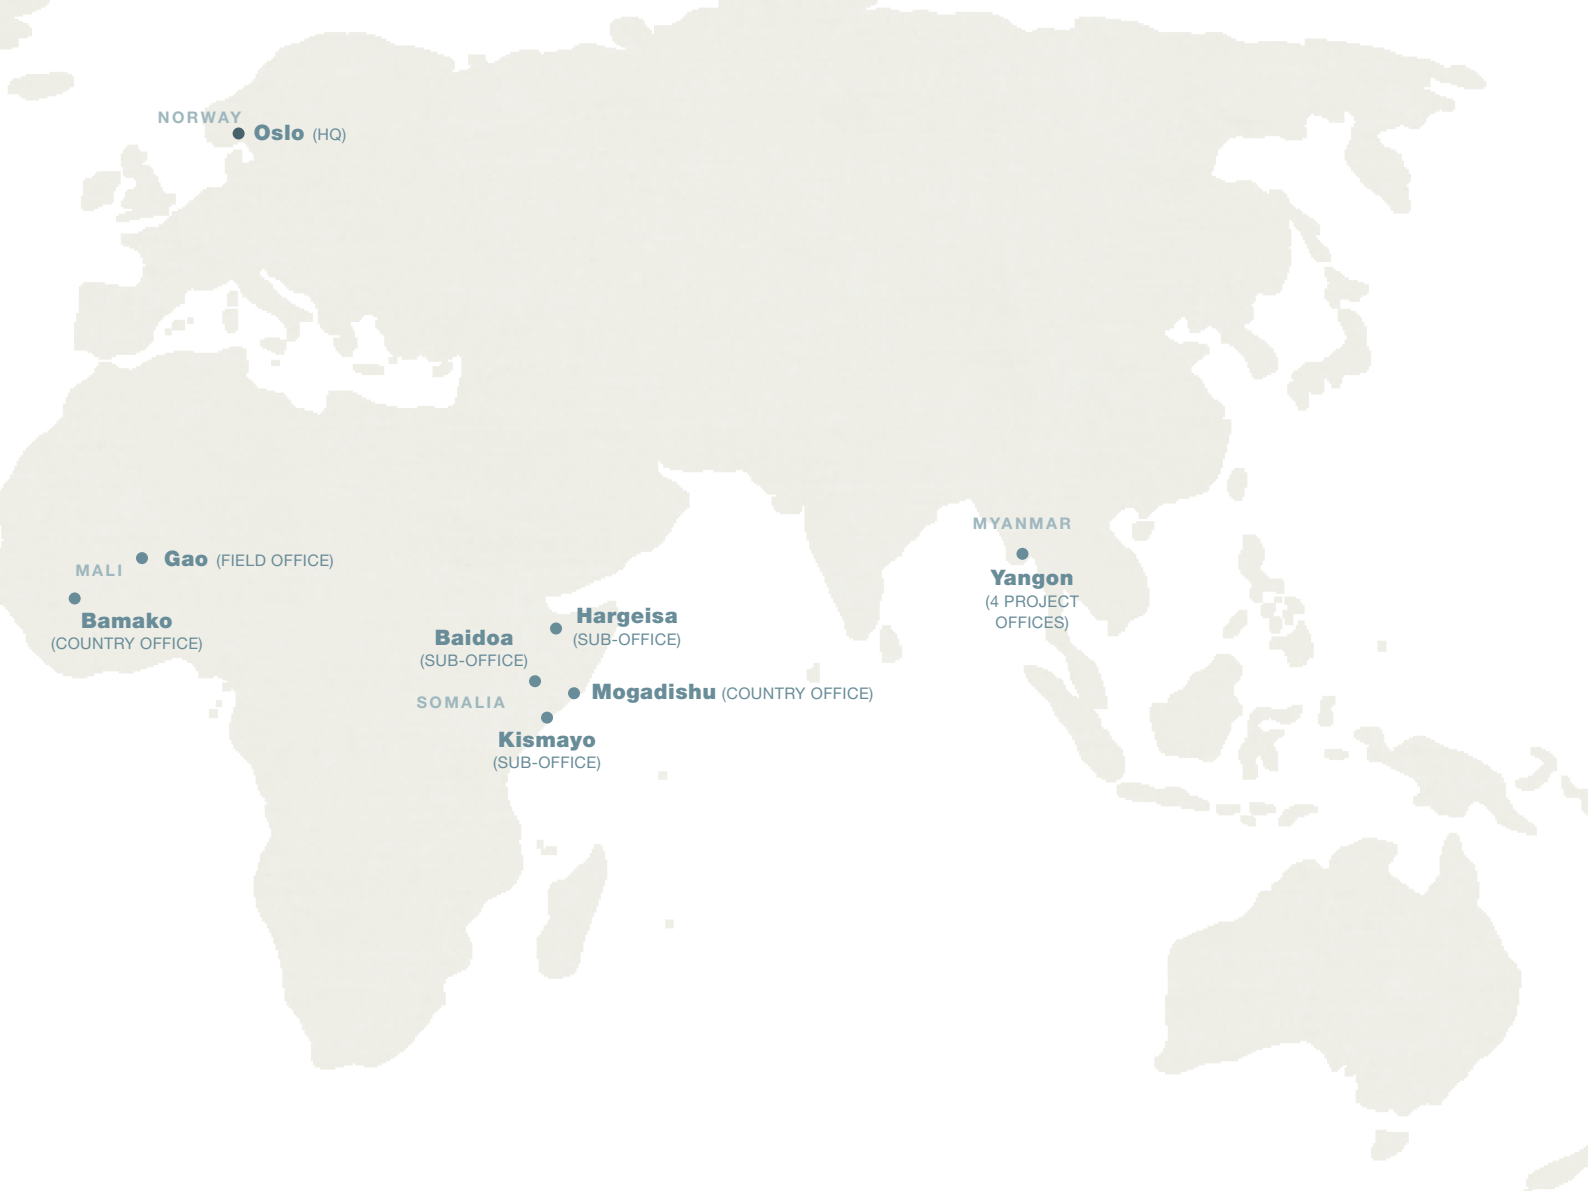 NORWAY
Oslo (HQ)
MYANMAR
Yangon
(4 PROJECT
OFFICES)
Gao (FIELD OFFICE)
MALI
Bamako
(COUNTRY OFFICE)
Hargeisa
(SUB-OFFICE)
Baidoa
(SUB-OFFICE)
Mogadishu (COUNTRY OFFICE)
SOMALIA
Kismayo
(SUB-OFFICE)